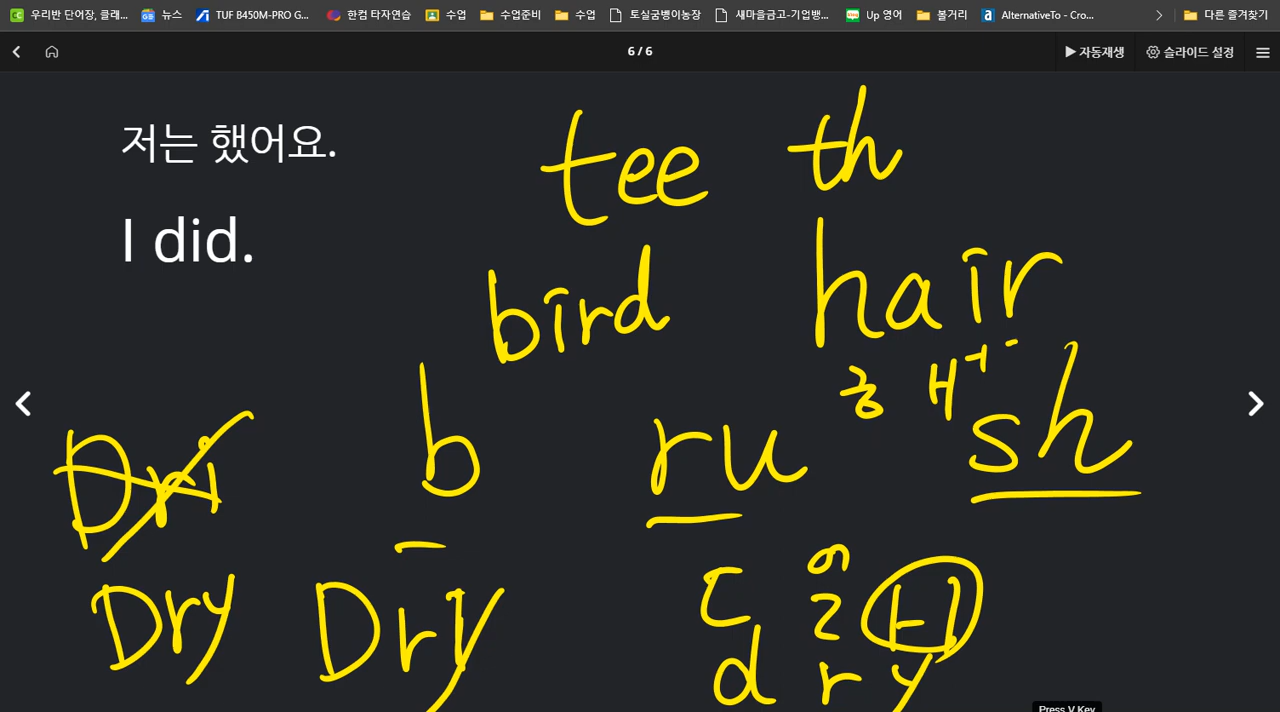 우리반 단어장, 클래... 뉴스 TUF B450M-PRO G... 한컴 타자연습 수업 수업준비 수업 토실굼벵이농장 새마을금고-기업뱅... Up 영어 볼거리 AlternativeTo - Cro... 다른 즐겨찾기
6 / 6 자동재생 슬라이드 설정
저는 했어요.
tee th
I did.
bird hair
b ru sh
Dri
Dry Dry
ㄷ ㄹ ㅏㅣ
d r y
Press V Key